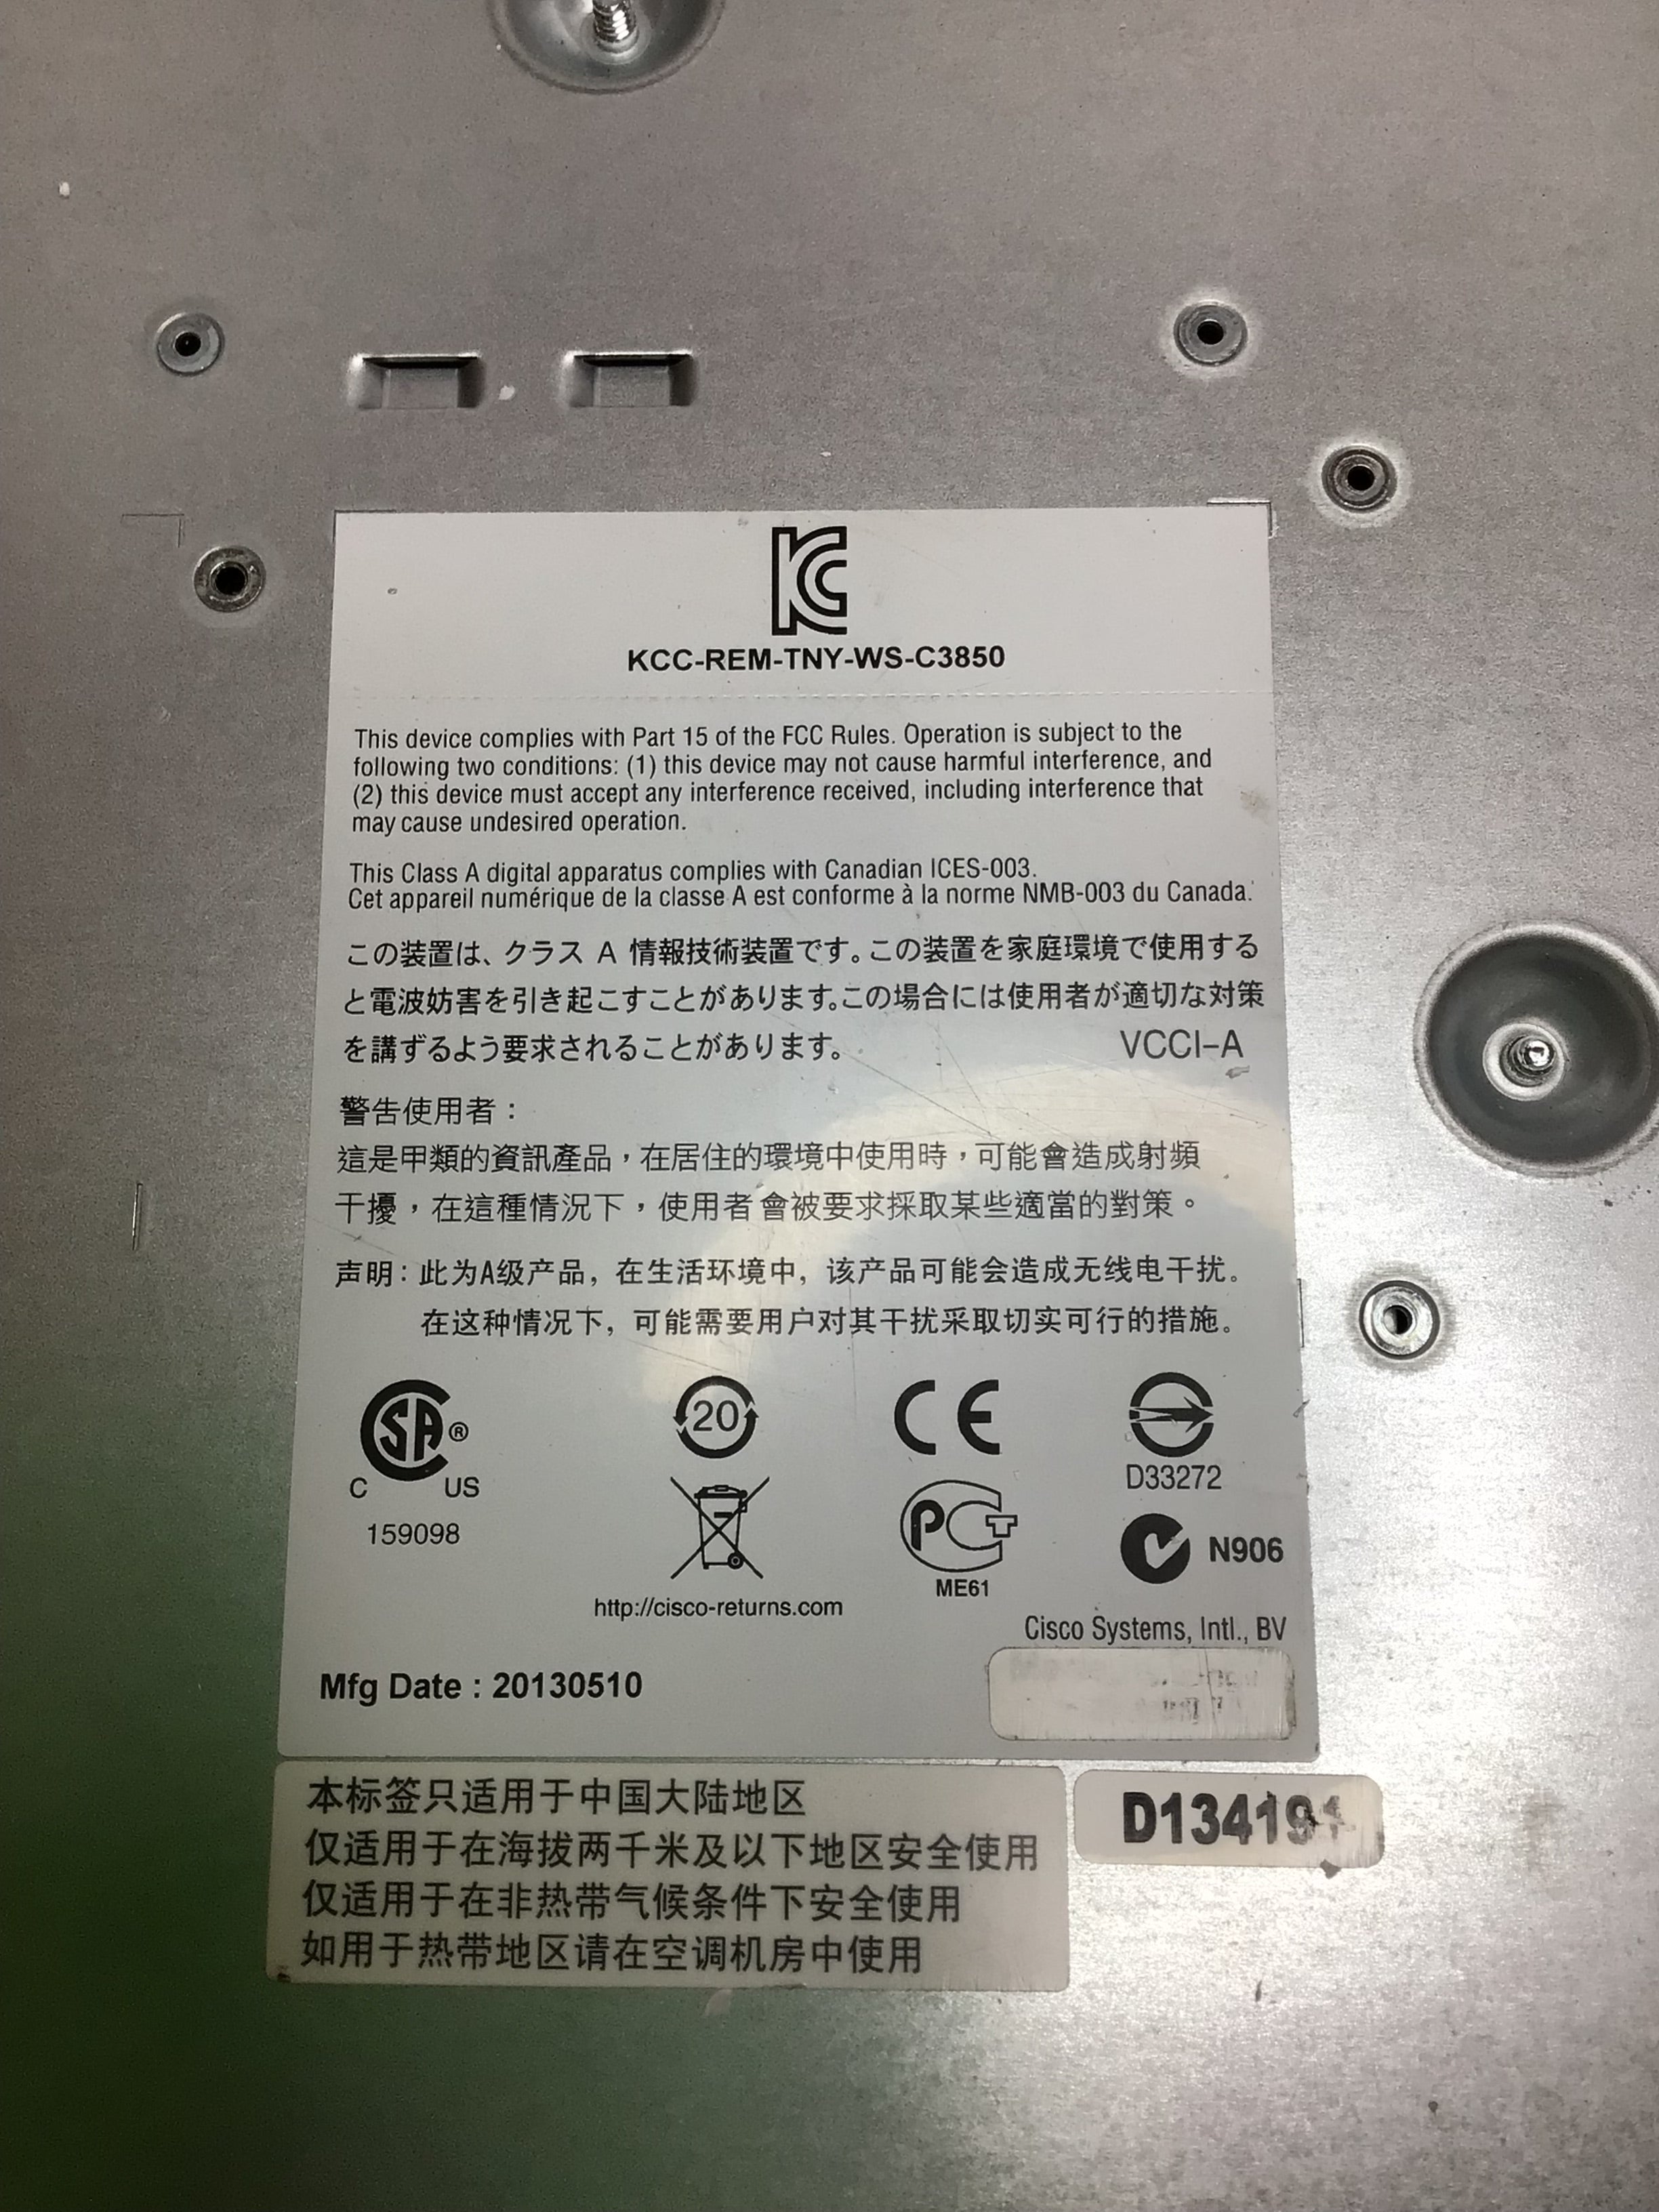 KC
KCC-REM-TNY-WS-C3850
This device complies with Part 15 of the FCC Rules. Operation is subject to the
following two conditions: (1) this device may not cause harmful interference, and
(2) this device must accept any interference received, including interference that
may cause undesired operation.
This Class A digital apparatus complies with Canadian ICES-003.
Cet appareil numérique de la classe A est conforme à la norme NMB-003 du Canada.
この装置は、クラス A 情報技術装置です。この装置を家庭環境で使用する
と電波妨害を引き起こすことがあります。この場合には使用者が適切な対策
を講ずるよう要求されることがあります。 VCCI-A
警告使用者：
這是甲類的資訊產品，在居住的環境中使用時，可能會造成射頻
干擾，在這種情況下，使用者會被要求採取某些適當的對策。
声明：此为A级产品，在生活环境中，该产品可能会造成无线电干扰。
在这种情况下，可能需要用户对其干扰采取切实可行的措施。
SA® 20 CE
C US D33272
159098 PCT N906
ME61
http://cisco-returns.com
Cisco Systems, Intl., BV
Mfg Date : 20130510
本标签只适用于中国大陆地区 D134191
仅适用于在海拔两千米及以下地区安全使用
仅适用于在非热带气候条件下安全使用
如用于热带地区请在空调机房中使用